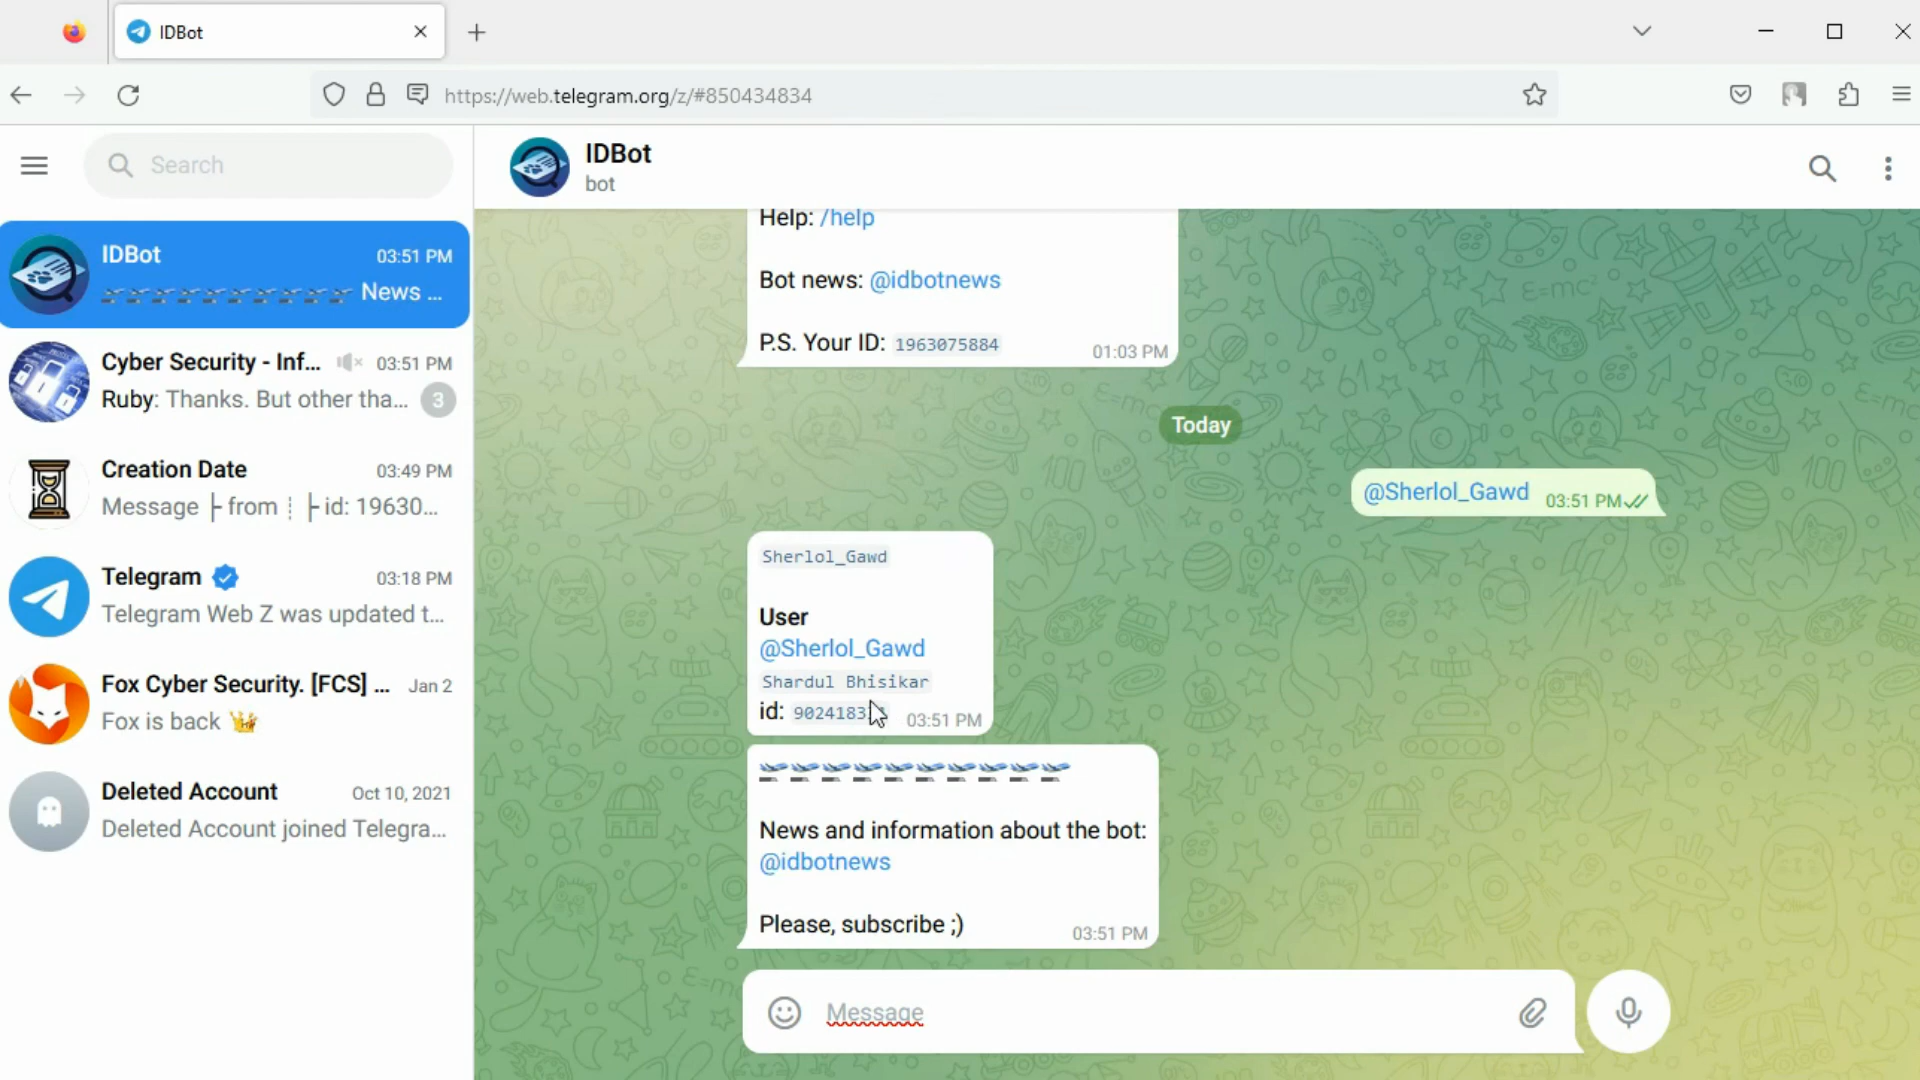 IDBot
https://web.telegram.org/z/#850434834
Search
IDBot
bot
IDBot 03:51 PM
News ...
Cyber Security - Inf... 03:51 PM
Ruby: Thanks. But other tha... 3
Creation Date 03:49 PM
Message ├ from ┊ ├ id: 19630...
Telegram 03:18 PM
Telegram Web Z was updated t...
Fox Cyber Security. [FCS] ... Jan 2
Fox is back 👑
Deleted Account Oct 10, 2021
Deleted Account joined Telegra...
Help: /help
Bot news: @idbotnews
P.S. Your ID: 1963075884 01:03 PM
Today
@Sherlol_Gawd 03:51 PM
Sherlol_Gawd
User
@Sherlol_Gawd
Shardul Bhisikar
id: 03:51 PM
News and information about the bot:
@idbotnews
Please, subscribe ;) 03:51 PM
Message